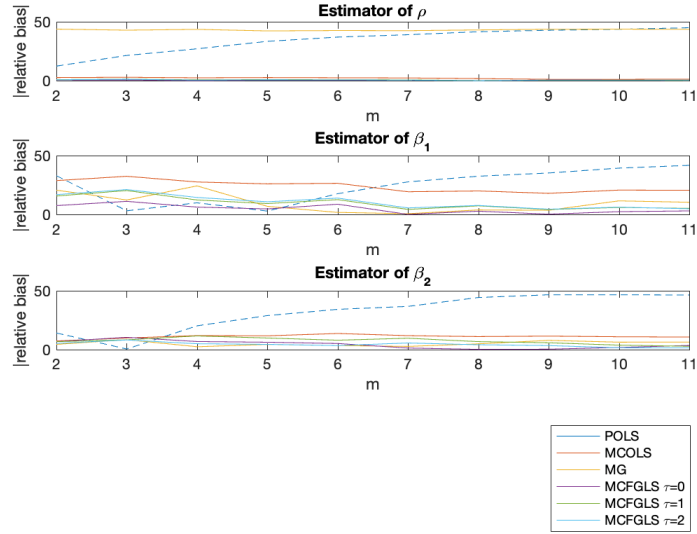 Estimator of ρ
|relative bias|
50
0
2 3 4 5 6 7 8 9 10 11
m
Estimator of β1
|relative bias|
50
0
2 3 4 5 6 7 8 9 10 11
m
Estimator of β2
|relative bias|
50
0
2 3 4 5 6 7 8 9 10 11
m
POLS
MCOLS
MG
MCFGLS τ=0
MCFGLS τ=1
MCFGLS τ=2